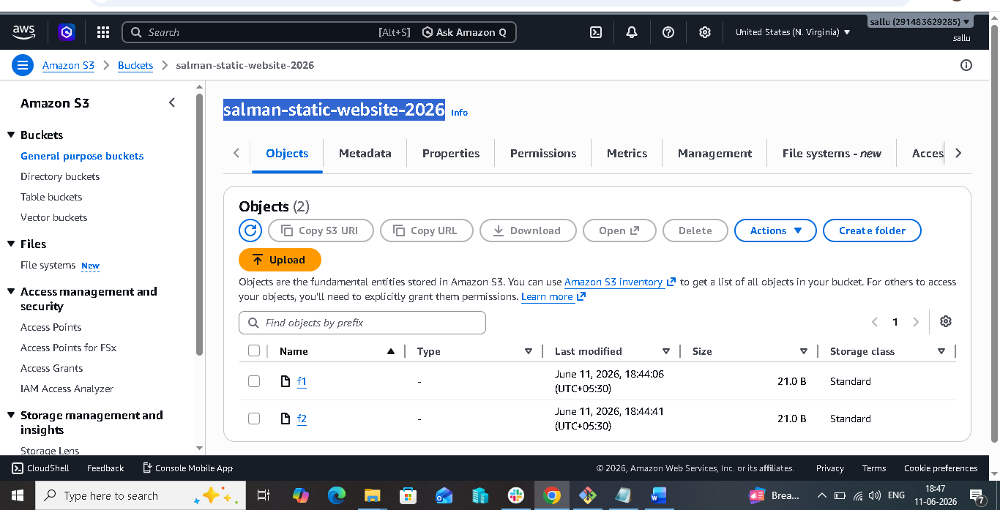 aws
Search [Alt+S] Ask Amazon Q
United States (N. Virginia)
sallu (291483629285)
sallu
Amazon S3 Buckets salman-static-website-2026
Amazon S3
Buckets
General purpose buckets
Directory buckets
Table buckets
Vector buckets
Files
File systems New
Access management and
security
Access Points
Access Points for FSx
Access Grants
IAM Access Analyzer
Storage management and
insights
Storage Lens
salman-static-website-2026 Info
Objects Metadata Properties Permissions Metrics Management File systems - new Acces
Objects (2)
Copy S3 URI Copy URL Download Open Delete Actions Create folder
Upload
Objects are the fundamental entities stored in Amazon S3. You can use Amazon S3 inventory to get a list of all objects in your bucket. For others to access
your objects, you'll need to explicitly grant them permissions. Learn more
Find objects by prefix 1
Name Type Last modified Size Storage class
f1 - June 11, 2026, 18:44:06 21.0 B Standard
(UTC+05:30)
f2 - June 11, 2026, 18:44:41 21.0 B Standard
(UTC+05:30)
CloudShell Feedback Console Mobile App © 2026, Amazon Web Services, Inc. or its affiliates. Privacy Terms Cookie preferences
Type here to search Brea... ENG 18:47
11-06-2026 7